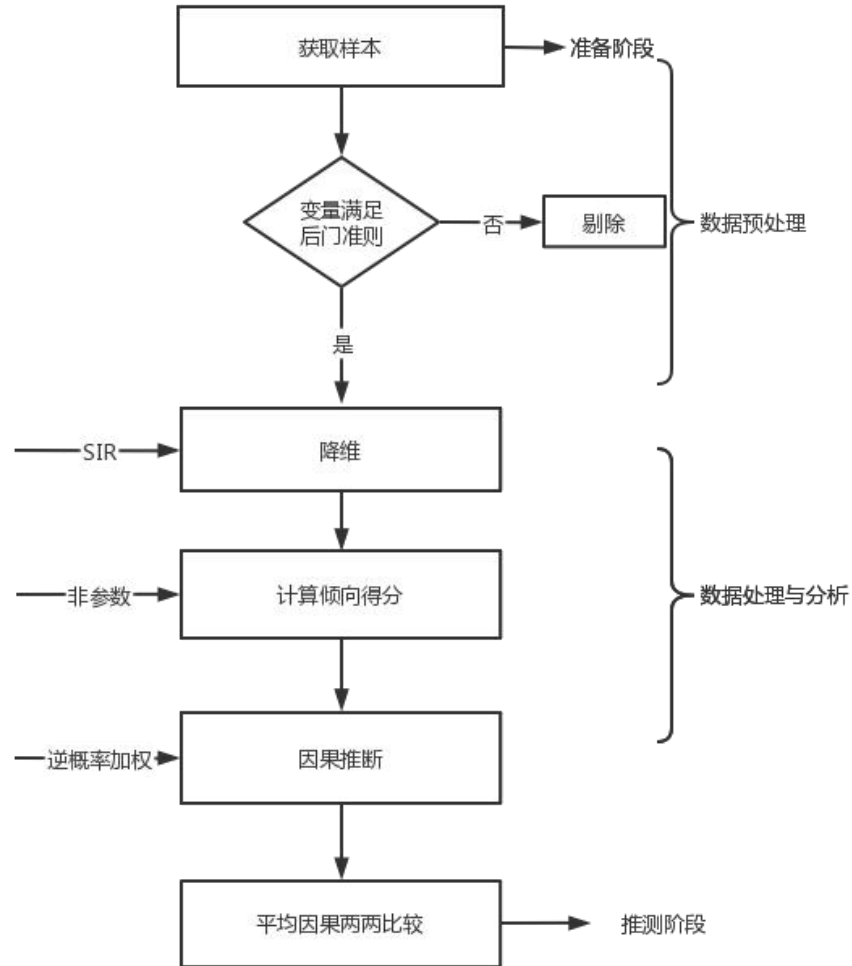 获取样本
准备阶段
变量满足
后门准则
否
剔除
数据预处理
是
SIR
降维
非参数
计算倾向得分
数据处理与分析
逆概率加权
因果推断
平均因果两两比较
推测阶段